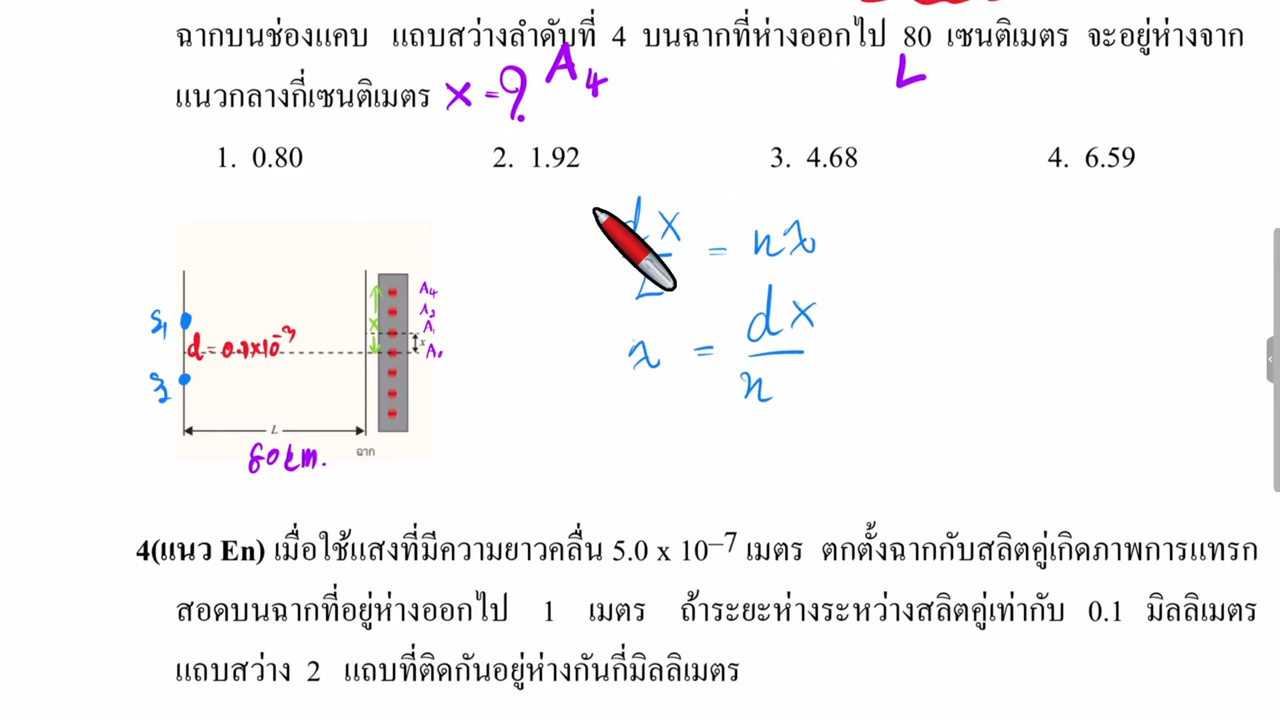 ฉากบนช่องแคบ แถบสว่างลำดับที่ 4 บนฉากที่ห่างออกไป 80 เซนติเมตร จะอยู่ห่างจาก
A4 L
แนวกลางกี่เซนติเมตร x = ?
1. 0.80 2. 1.92 3. 4.68 4. 6.59
dx = nλ
L
λ = dx
n
A4
A2
S1 A1
x x
d = 0.1x10-3 A0
S2
L
80 cm. ฉาก
4(แนว En) เมื่อใช้แสงที่มีความยาวคลื่น 5.0 x 10–7 เมตร ตกตั้งฉากกับสลิตคู่เกิดภาพการแทรก
สอดบนฉากที่อยู่ห่างออกไป 1 เมตร ถ้าระยะห่างระหว่างสลิตคู่เท่ากับ 0.1 มิลลิเมตร
แถบสว่าง 2 แถบที่ติดกันอยู่ห่างกันกี่มิลลิเมตร